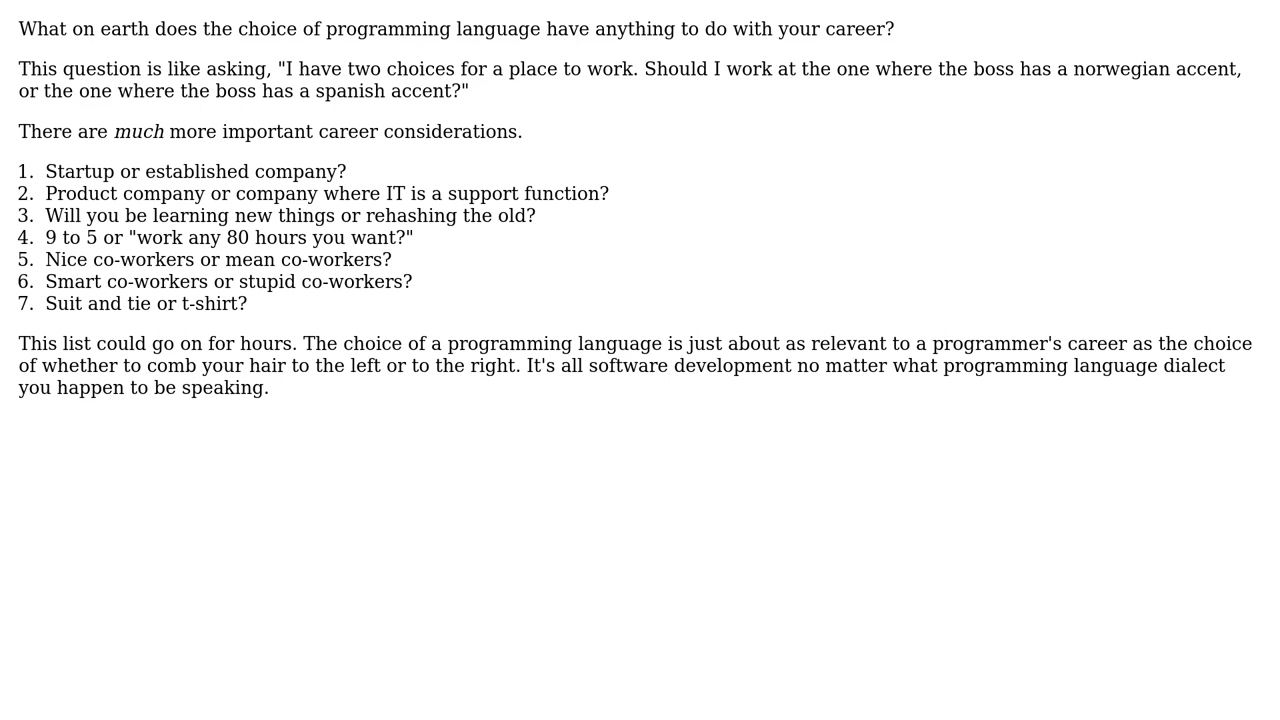 What on earth does the choice of programming language have anything to do with your career?
This question is like asking, "I have two choices for a place to work. Should I work at the one where the boss has a norwegian accent,
or the one where the boss has a spanish accent?"
There are much more important career considerations.
1. Startup or established company?
2. Product company or company where IT is a support function?
3. Will you be learning new things or rehashing the old?
4. 9 to 5 or "work any 80 hours you want?"
5. Nice co-workers or mean co-workers?
6. Smart co-workers or stupid co-workers?
7. Suit and tie or t-shirt?
This list could go on for hours. The choice of a programming language is just about as relevant to a programmer's career as the choice
of whether to comb your hair to the left or to the right. It's all software development no matter what programming language dialect
you happen to be speaking.